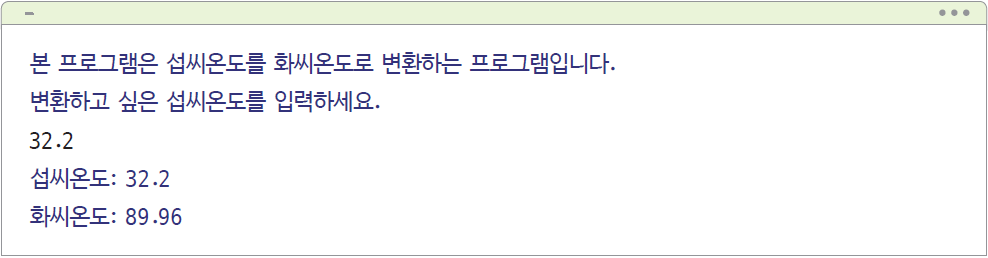 본 프로그램은 섭씨온도를 화씨온도로 변환하는 프로그램입니다.
변환하고 싶은 섭씨온도를 입력하세요.
32.2
섭씨온도: 32.2
화씨온도: 89.96